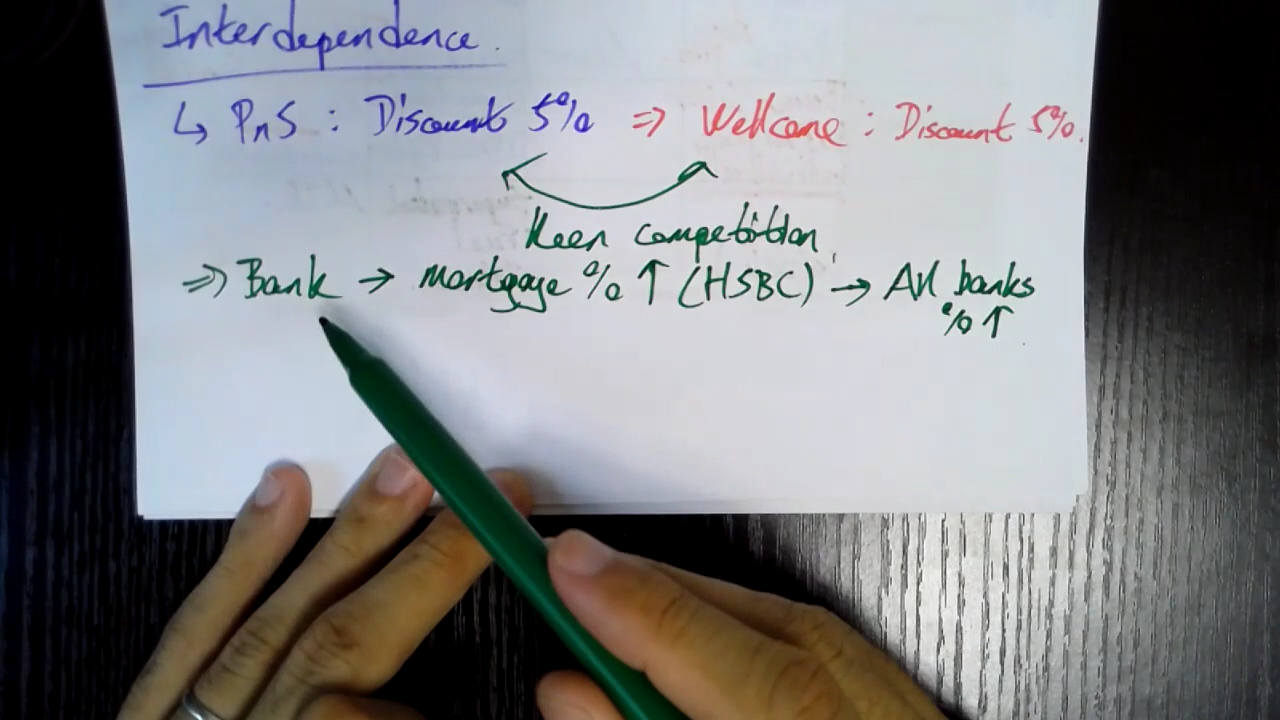 Interdependence.
↳ PnS : Discount 5% ⇒ Wellcome : Discount 5%.
Keen competition
⇒ Bank → mortgage % ↑ (HSBC) → All banks
% ↑